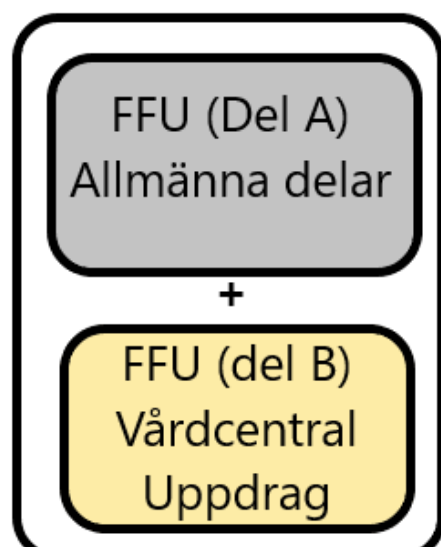 FFU (Del A)
Allmänna delar
+
FFU (del B)
Vårdcentral
Uppdrag